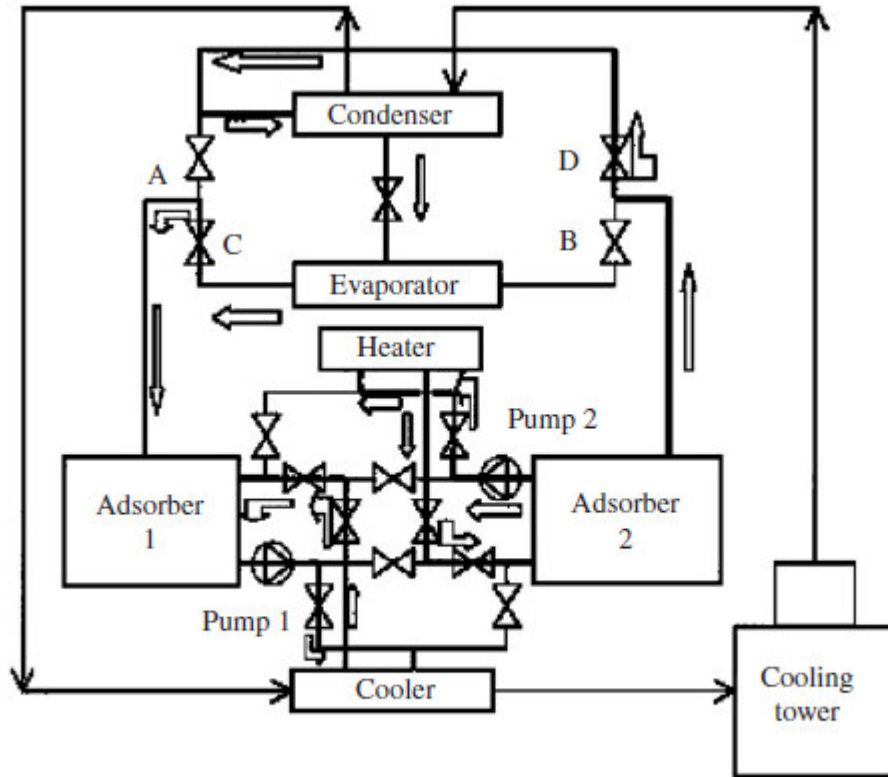 Condenser
A
D
C
B
Evaporator
Heater
Pump 2
Adsorber
1
Adsorber
2
Pump 1
Cooler
Cooling
tower